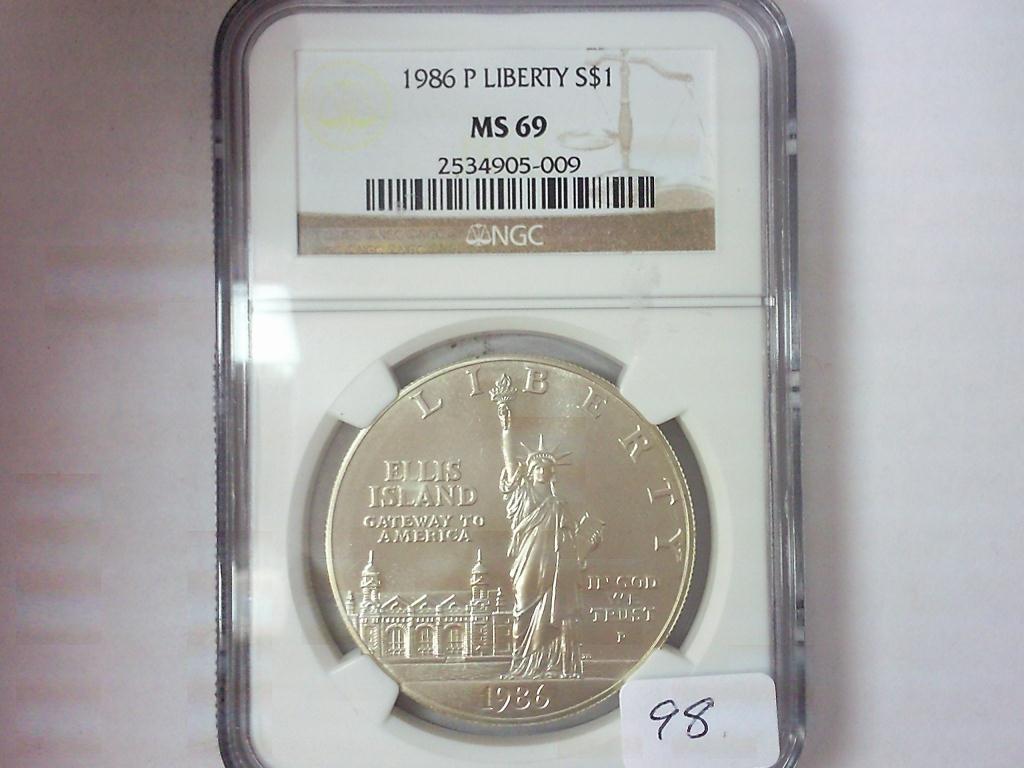 1986 P LIBERTY S$1
MS 69
2534905-009
NGC
LIBERTY
ELLIS
ISLAND
GATEWAY TO
AMERICA
IN GOD
WE
TRUST
P
1986
98